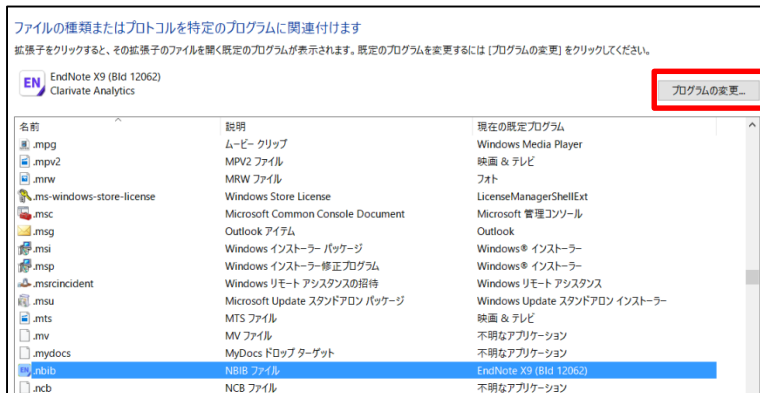 ファイルの種類またはプロトコルを特定のプログラムに関連付けます
拡張子をクリックすると、その拡張子のファイルを開く既定のプログラムが表示されます。既定のプログラムを変更するには [プログラムの変更] をクリックしてください。
EN EndNote X9 (Bld 12062)
Clarivate Analytics
プログラムの変更...
名前 説明 現在の既定プログラム
.mpg ムービー クリップ Windows Media Player
.mpv2 MPV2 ファイル 映画 & テレビ
.mrw MRW ファイル フォト
.ms-windows-store-license Windows Store License LicenseManagerShellExt
.msc Microsoft Common Console Document Microsoft 管理コンソール
.msg Outlook アイテム Outlook
.msi Windows インストーラー パッケージ Windows® インストーラー
.msp Windows インストーラー修正プログラム Windows® インストーラー
.msrcincident Windows リモート アシスタンスの招待 Windows リモート アシスタンス
.msu Microsoft Update スタンドアロン パッケージ Windows Update スタンドアロン インストーラー
.mts MTS ファイル 映画 & テレビ
.mv MV ファイル 不明なアプリケーション
.mydocs MyDocs ドロップ ターゲット 不明なアプリケーション
EN .nbib NBIB ファイル EndNote X9 (Bld 12062)
.ncb NCB ファイル 不明なアプリケーション